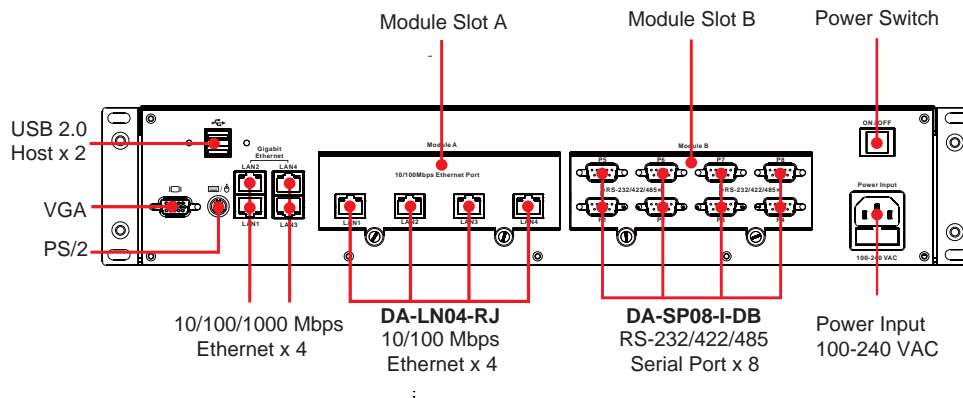 Module Slot A
Module Slot B
Power Switch
USB 2.0
Host x 2
VGA
PS/2
Gigabit
Ethernet
LAN2
LAN4
LAN1
LAN3
Module A
10/100Mbps Ethernet Port
LAN1
LAN2
LAN3
LAN4
Module B
P5
P6
P7
P8
RS-232/422/485
RS-232/422/485
ON / OFF
Power Input
100-240 VAC
10/100/1000 Mbps
Ethernet x 4
DA-LN04-RJ
10/100 Mbps
Ethernet x 4
DA-SP08-I-DB
RS-232/422/485
Serial Port x 8
Power Input
100-240 VAC